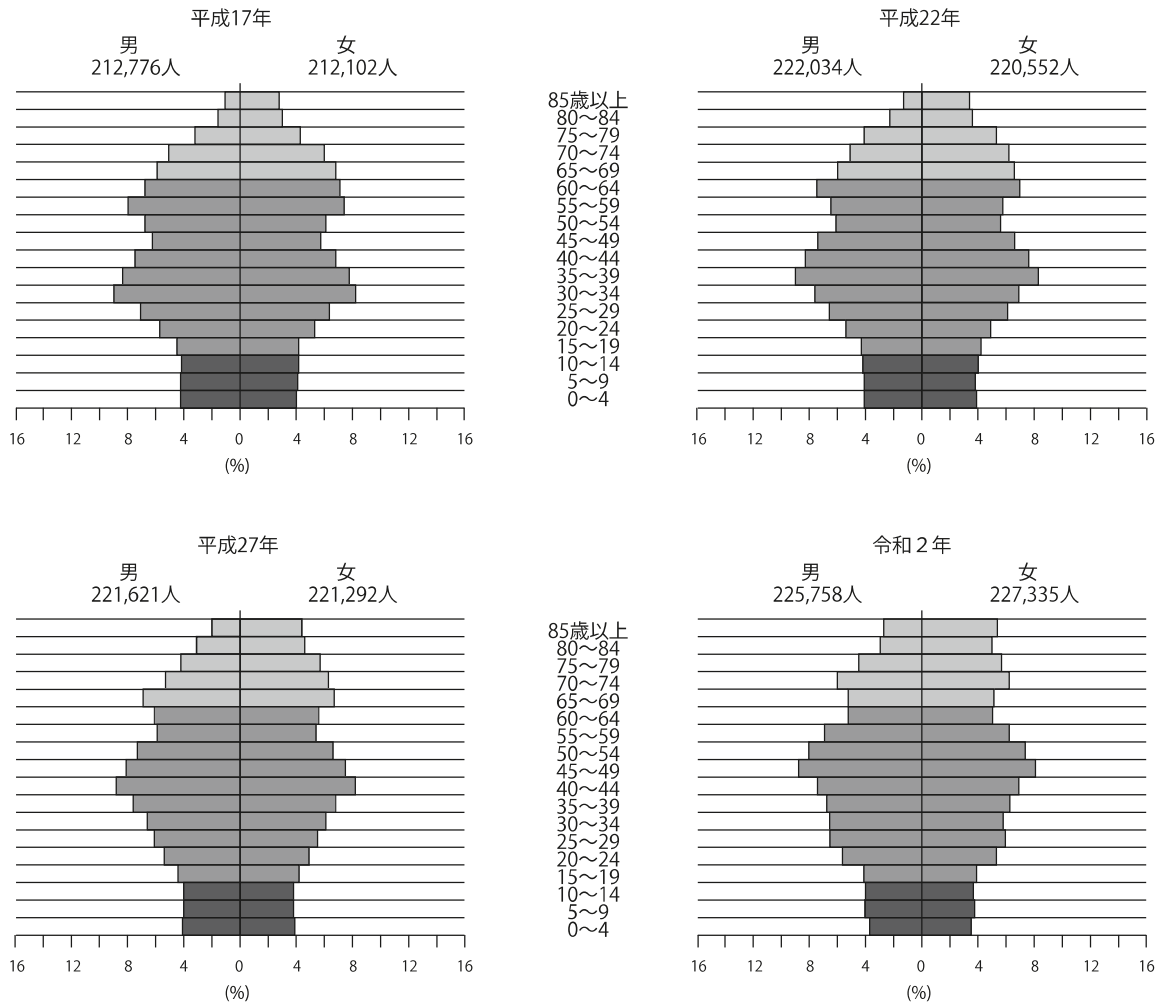 平成17年
男
212,776人
女
212,102人
16 12 8 4 0 4 8 12 16
(%)
85歳以上
80～84
75～79
70～74
65～69
60～64
55～59
50～54
45～49
40～44
35～39
30～34
25～29
20～24
15～19
10～14
5～9
0～4
平成22年
男
222,034人
女
220,552人
16 12 8 4 0 4 8 12 16
(%)
平成27年
男
221,621人
女
221,292人
16 12 8 4 0 4 8 12 16
(%)
85歳以上
80～84
75～79
70～74
65～69
60～64
55～59
50～54
45～49
40～44
35～39
30～34
25～29
20～24
15～19
10～14
5～9
0～4
令和２年
男
225,758人
女
227,335人
16 12 8 4 0 4 8 12 16
(%)